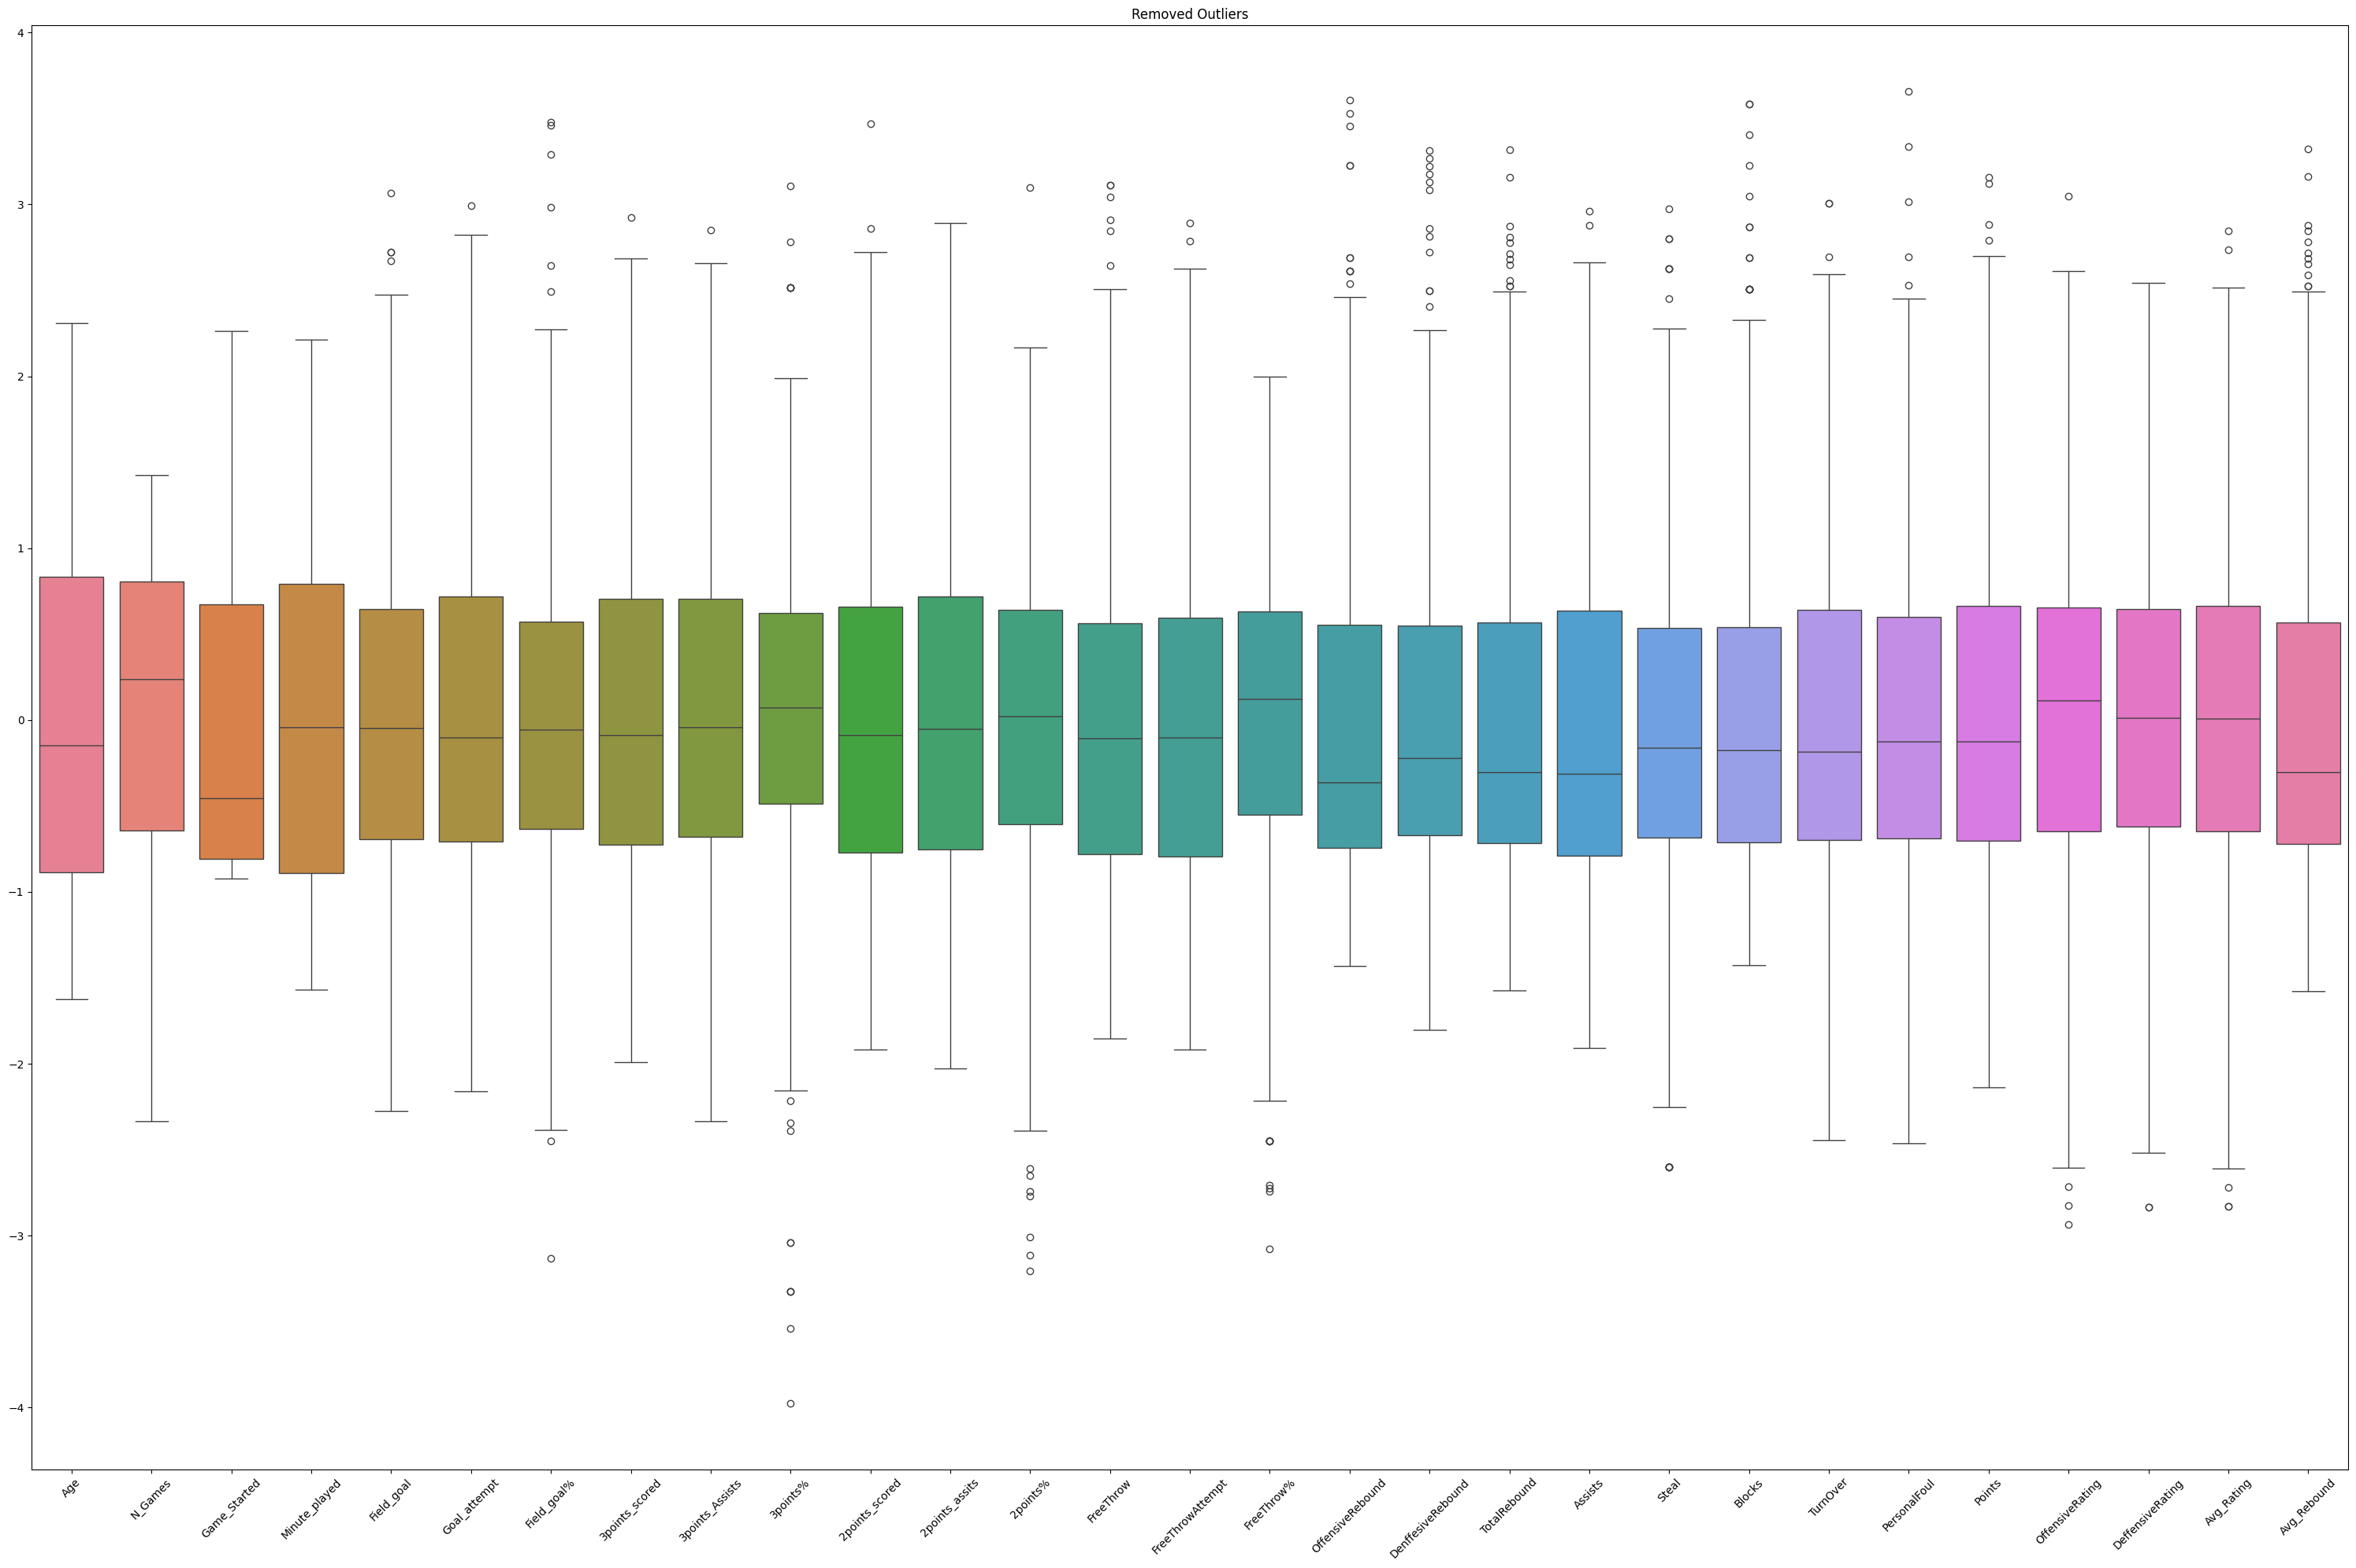 Removed Outliers
4
3
2
1
0
−1
−2
−3
−4
Age
N_Games
Game_Started
Minute_played
Field_goal
Goal_attempt
Field_goal%
3points_scored
3points_Assists
3points%
2points_scored
2points_assits
2points%
FreeThrow
FreeThrowAttempt
FreeThrow%
OffensiveRebound
DenffesiveRebound
TotalRebound
Assists
Steal
Blocks
TurnOver
PersonalFoul
Points
OffensiveRating
DeffensiveRating
Avg_Rating
Avg_Rebound